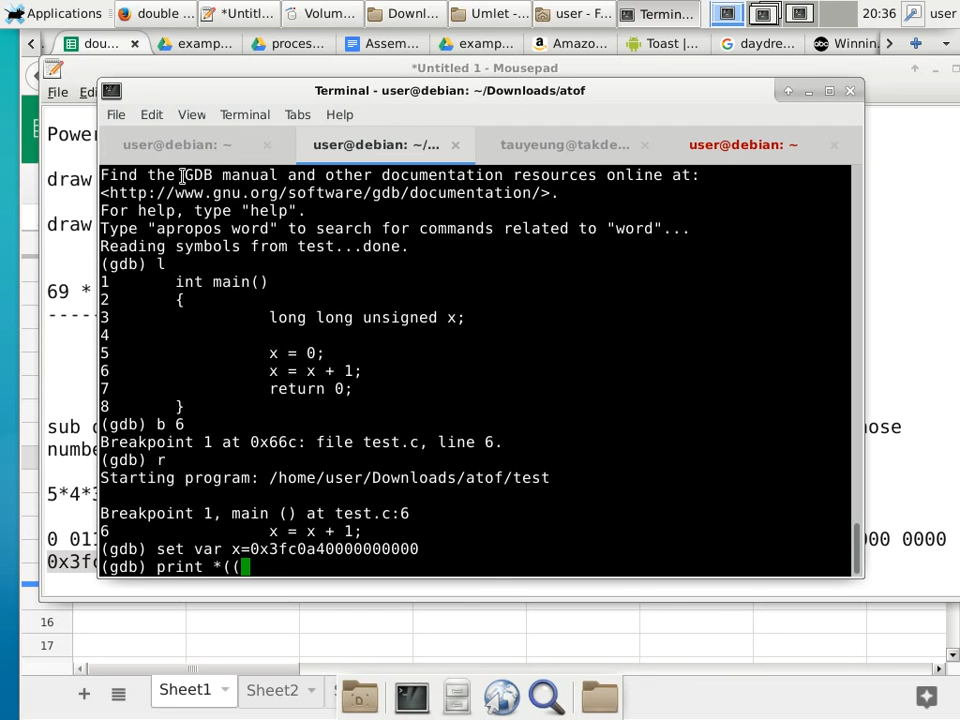 Applications
double ...
*Untitl...
Volum...
Downl...
Umlet -...
user - F...
Termin...
20:36
user
dou...
examp...
proces...
Assem...
examp...
Amazo...
Toast |...
daydre...
Winnin...
*Untitled 1 - Mousepad
File
Terminal - user@debian: ~/Downloads/atof
File Edit View Terminal Tabs Help
user@debian: ~
user@debian: ~/...
tauyeung@takde...
user@debian: ~
Find the GDB manual and other documentation resources online at:
<http://www.gnu.org/software/gdb/documentation/>.
For help, type "help".
Type "apropos word" to search for commands related to "word"...
Reading symbols from test...done.
(gdb) l
1 int main()
2 {
3 long long unsigned x;
4
5 x = 0;
6 x = x + 1;
7 return 0;
8 }
(gdb) b 6
Breakpoint 1 at 0x66c: file test.c, line 6.
(gdb) r
Starting program: /home/user/Downloads/atof/test
Breakpoint 1, main () at test.c:6
6 x = x + 1;
(gdb) set var x=0x3fc0a40000000000
(gdb) print *((
draw
draw
69 *
-----
sub
5*4*
0 01
000 0000
0x3fc
16
17
Sheet1
Sheet2